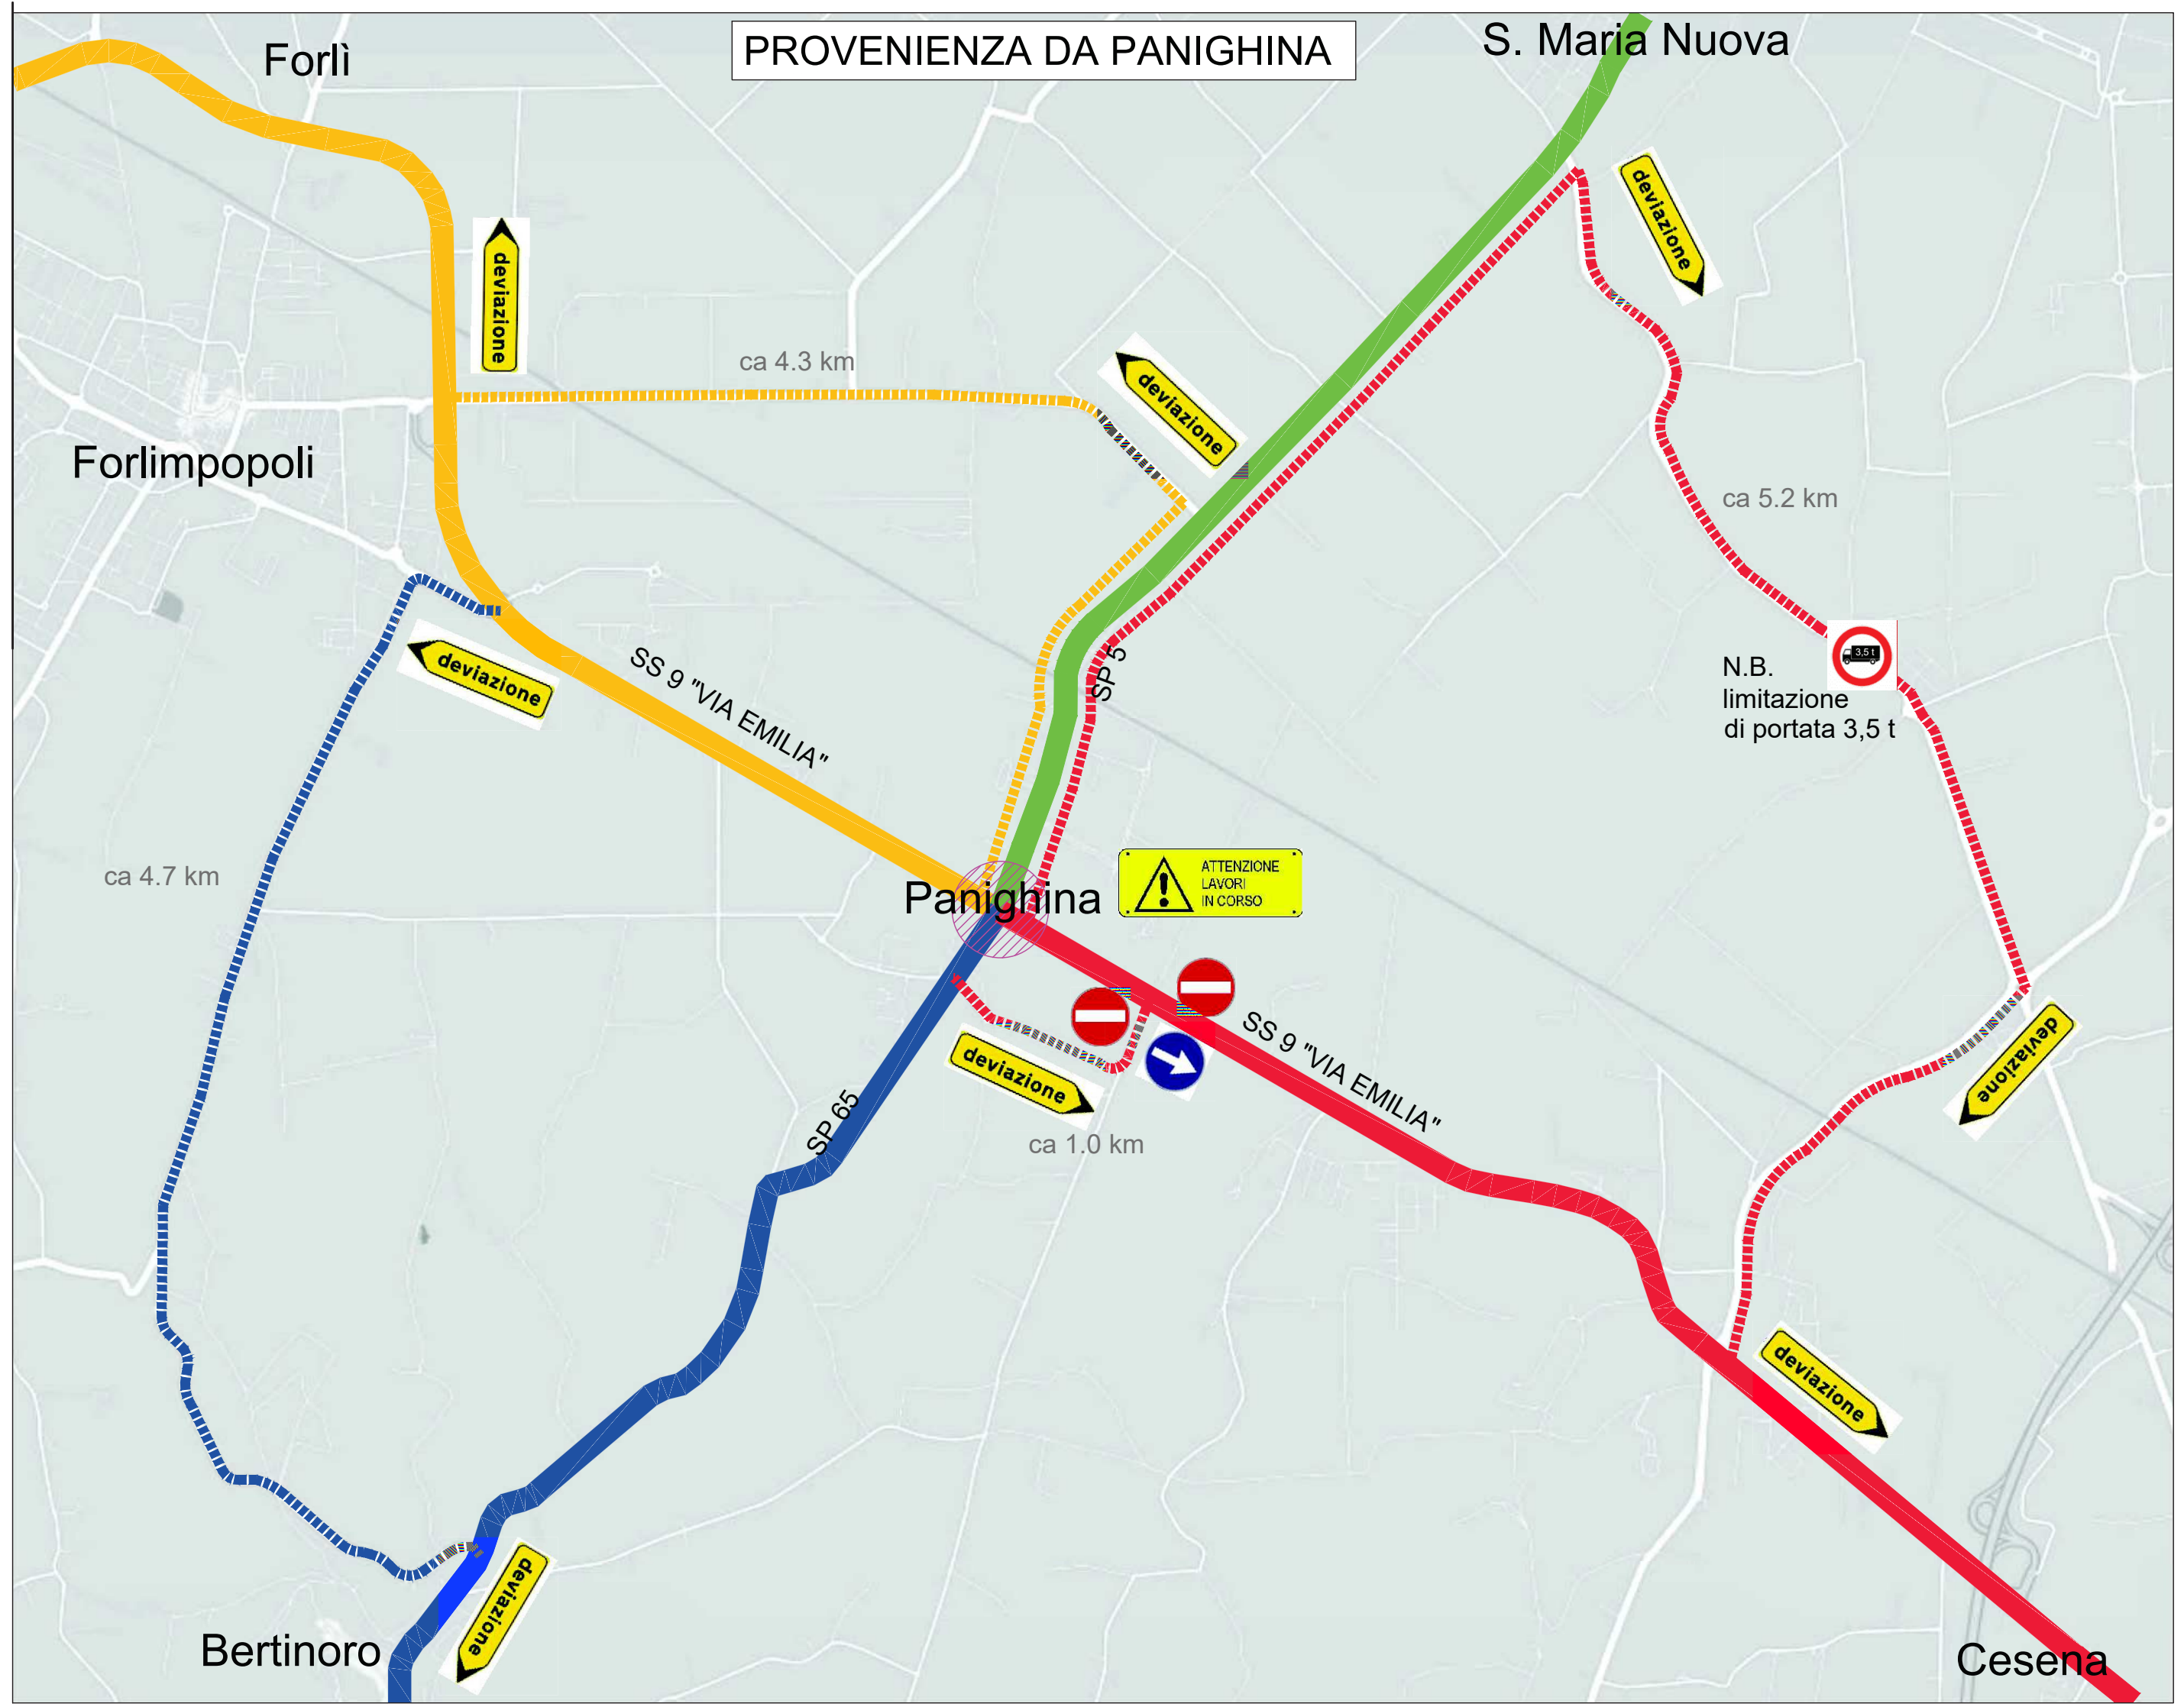 PROVENIENZA DA PANIGHINA
Forlì
S. Maria Nuova
deviazione
deviazione
ca 4.3 km
deviazione
Forlimpopoli
ca 5.2 km
deviazione
SS 9 "VIA EMILIA"
SP 5
3,5 t
N.B.
limitazione
di portata 3,5 t
ca 4.7 km
Panighina
ATTENZIONE
LAVORI
IN CORSO
SS 9 "VIA EMILIA"
deviazione
deviazione
SP 65
ca 1.0 km
deviazione
deviazione
Bertinoro
Cesena